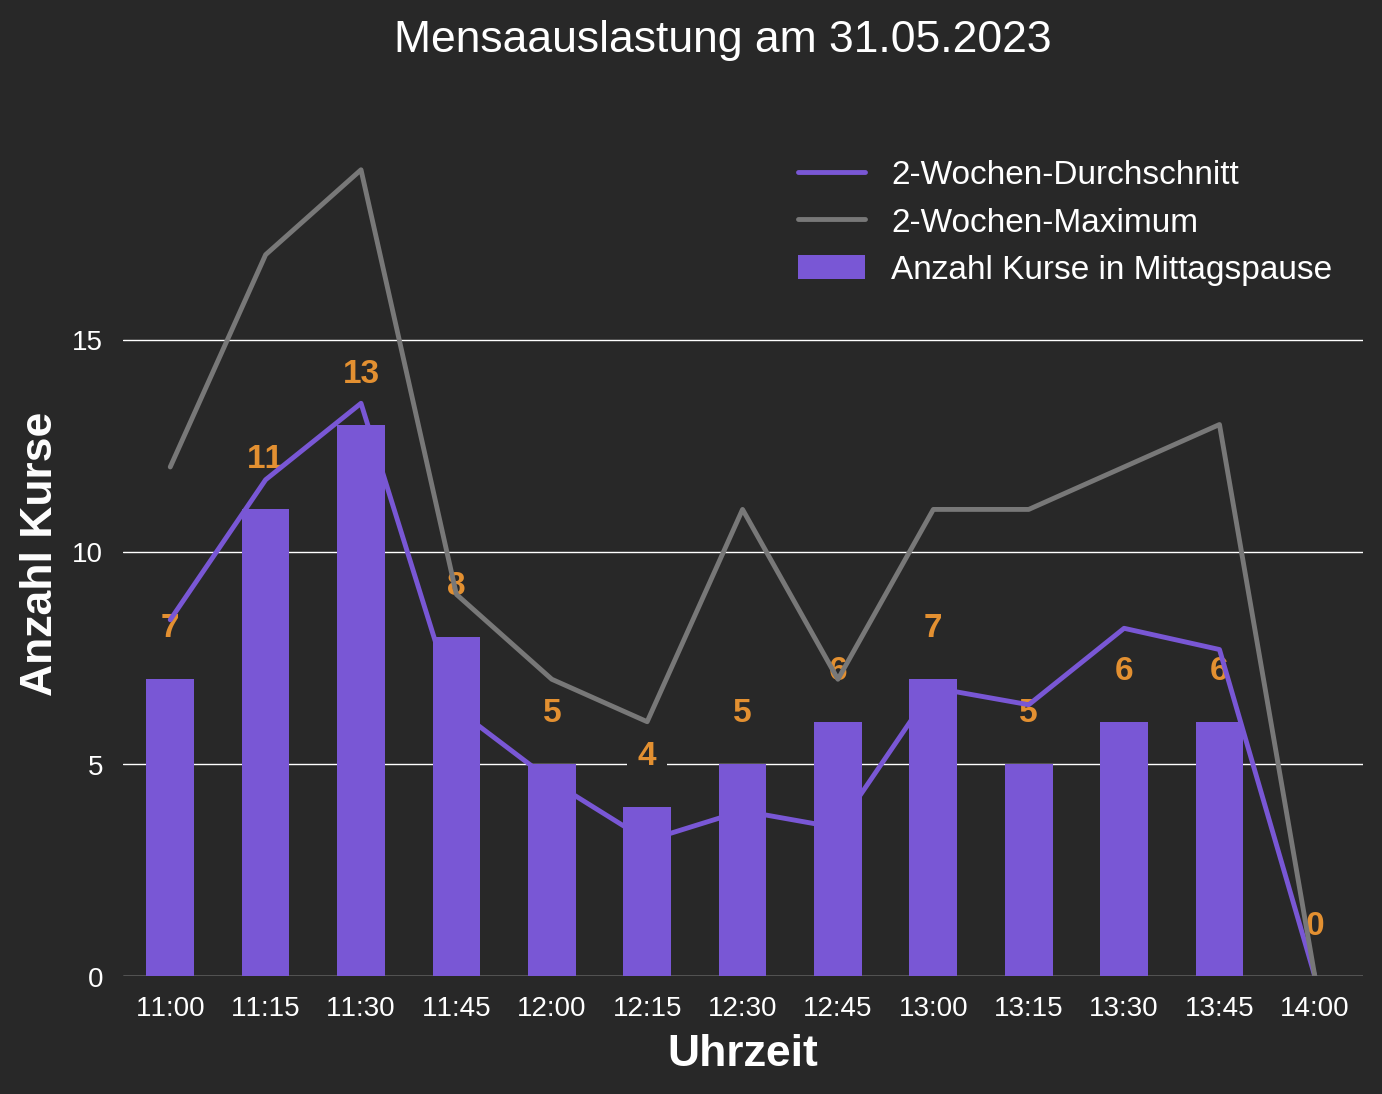 Mensaauslastung am 31.05.2023
2-Wochen-Durchschnitt
2-Wochen-Maximum
Anzahl Kurse in Mittagspause
Anzahl Kurse
15
10
5
0
7
11
13
8
5
4
5
6
7
5
6
6
0
11:00 11:15 11:30 11:45 12:00 12:15 12:30 12:45 13:00 13:15 13:30 13:45 14:00
Uhrzeit